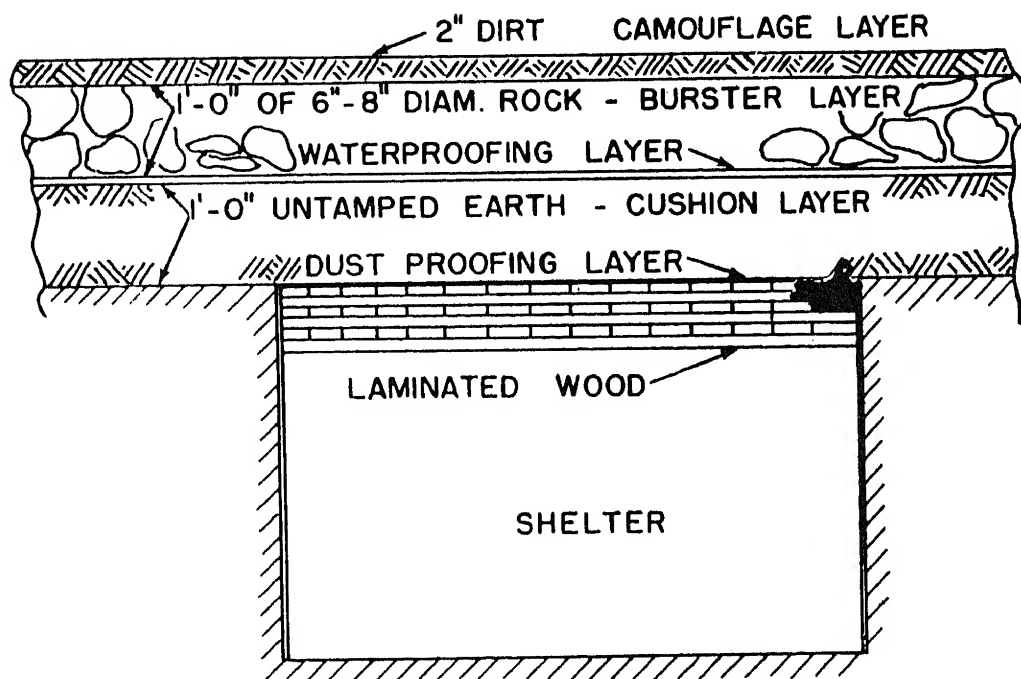 2" DIRT CAMOUFLAGE LAYER
1'-0" OF 6"-8" DIAM. ROCK - BURSTER LAYER
WATERPROOFING LAYER
1'-0" UNTAMPED EARTH - CUSHION LAYER
DUST PROOFING LAYER
LAMINATED WOOD
SHELTER